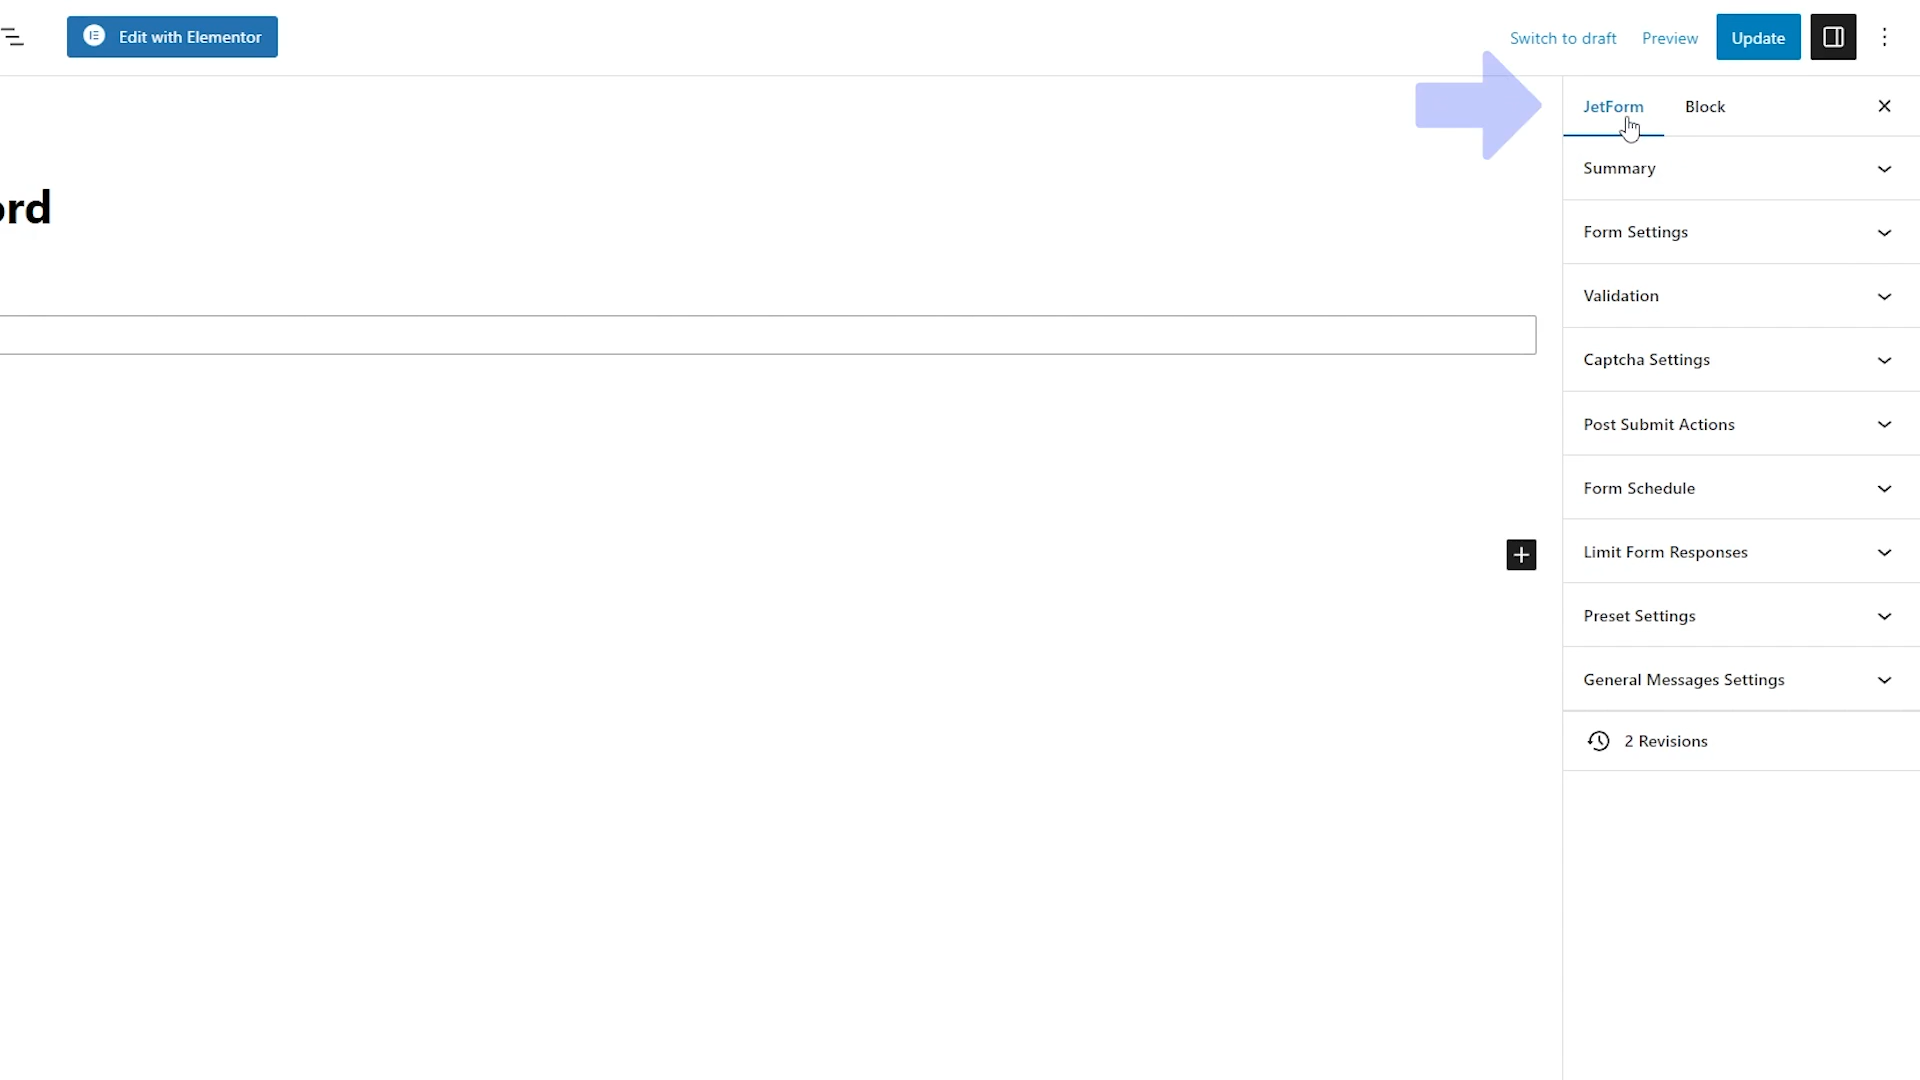 Edit with Elementor
Switch to draft
Preview
Update
JetForm
Block
Summary
ord
Form Settings
Validation
Captcha Settings
Post Submit Actions
Form Schedule
Limit Form Responses
Preset Settings
General Messages Settings
2 Revisions